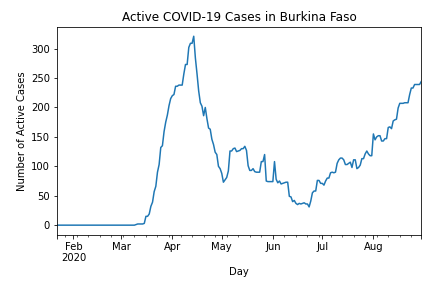 Active COVID-19 Cases in Burkina Faso
Number of Active Cases
300
250
200
150
100
50
0
Feb Mar Apr May Jun Jul Aug
2020
Day